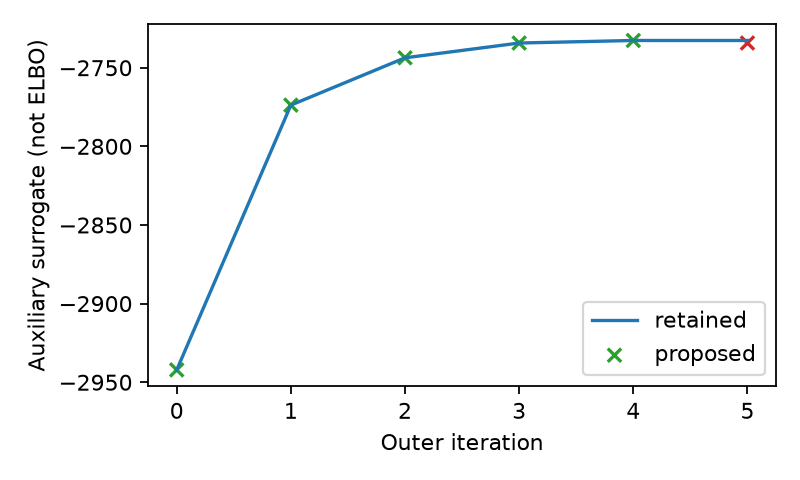 Auxiliary surrogate (not ELBO)
−2750
−2800
−2850
−2900
−2950
0 1 2 3 4 5
Outer iteration
retained
proposed